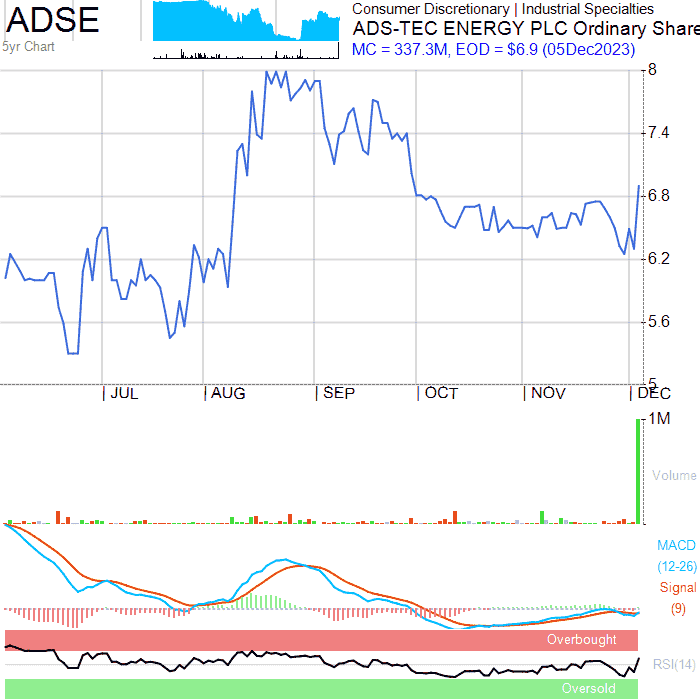 ADSE
5yr Chart
Consumer Discretionary | Industrial Specialties
ADS-TEC ENERGY PLC Ordinary Share
MC = 337.3M, EOD = $6.9 (05Dec2023)
8
7.4
6.8
6.2
5.6
5
JUL AUG SEP OCT NOV DEC
1M
Volume
MACD
(12-26)
Signal
(9)
Overbought
RSI(14)
Oversold